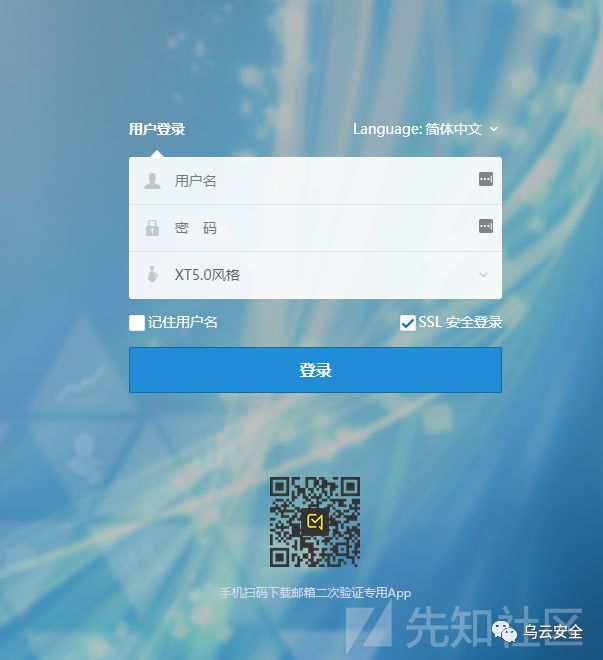 用户登录 Language: 简体中文
用户名
密 码
XT5.0风格
记住用户名 SSL 安全登录
登录
手机扫码下载邮箱二次验证专用App
先知社区
乌云安全